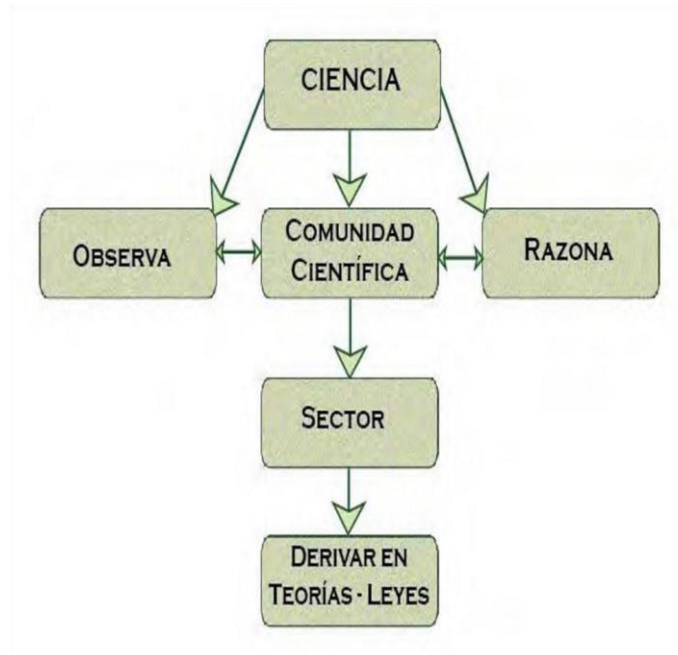 CIENCIA
OBSERVA
COMUNIDAD
CIENTÍFICA
RAZONA
SECTOR
DERIVAR EN
TEORÍAS - LEYES